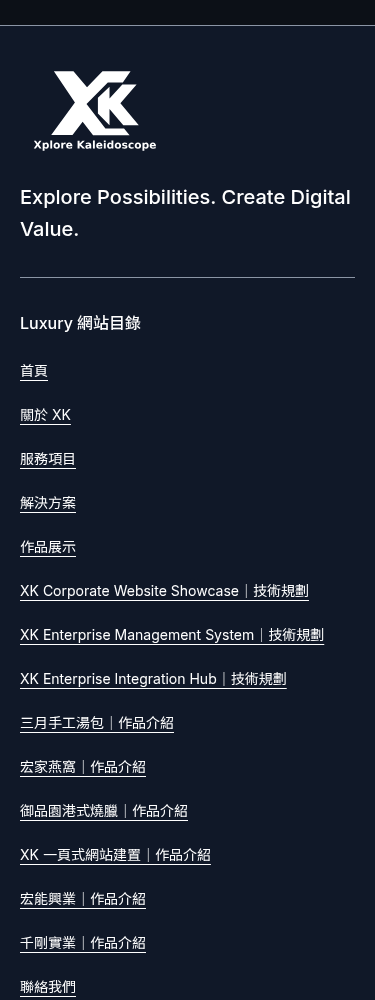 XK
Xplore Kaleidoscope
Explore Possibilities. Create Digital
Value.
Luxury 網站目錄
首頁
關於 XK
服務項目
解決方案
作品展示
XK Corporate Website Showcase｜技術規劃
XK Enterprise Management System｜技術規劃
XK Enterprise Integration Hub｜技術規劃
三月手工湯包｜作品介紹
宏家燕窩｜作品介紹
御品園港式燒臘｜作品介紹
XK 一頁式網站建置｜作品介紹
宏能興業｜作品介紹
千剛實業｜作品介紹
聯絡我們